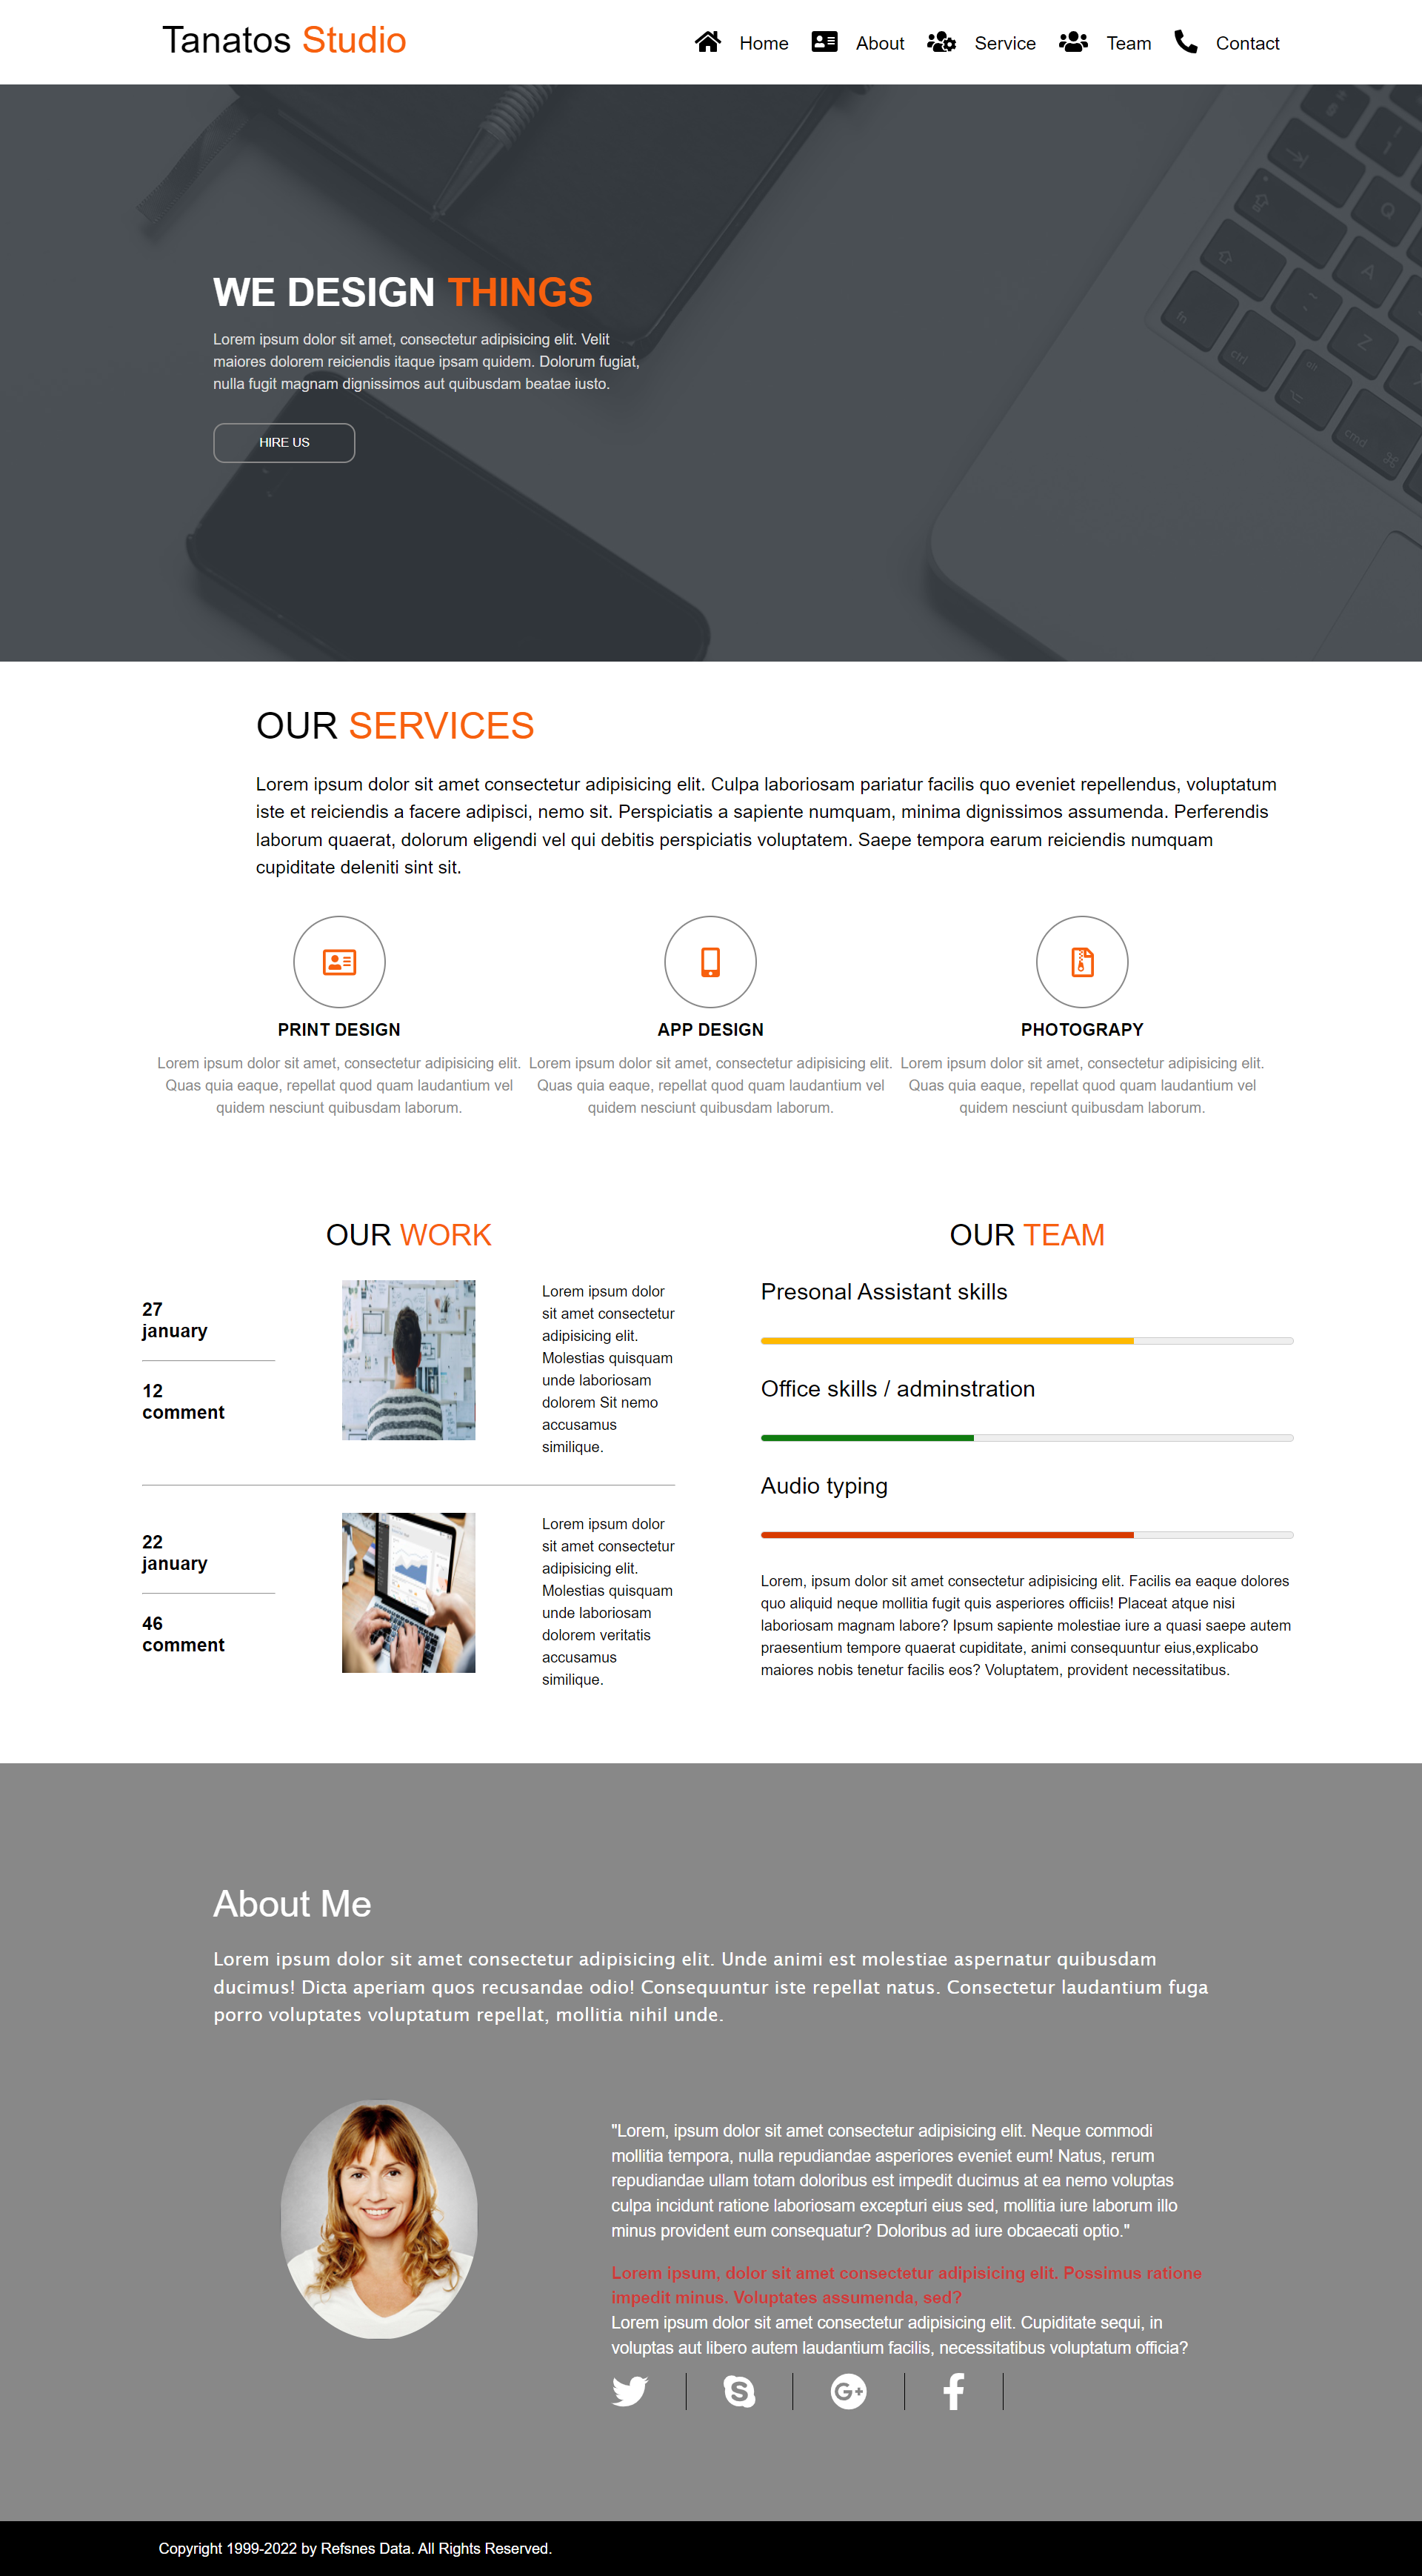 Tanatos Studio
Home About Service Team Contact
WE DESIGN THINGS
Lorem ipsum dolor sit amet, consectetur adipisicing elit. Velit
maiores dolorem reiciendis itaque ipsam quidem. Dolorum fugiat,
nulla fugit magnam dignissimos aut quibusdam beatae iusto.
HIRE US
OUR SERVICES
Lorem ipsum dolor sit amet consectetur adipisicing elit. Culpa laboriosam pariatur facilis quo eveniet repellendus, voluptatum
iste et reiciendis a facere adipisci, nemo sit. Perspiciatis a sapiente numquam, minima dignissimos assumenda. Perferendis
laborum quaerat, dolorum eligendi vel qui debitis perspiciatis voluptatem. Saepe tempora earum reiciendis numquam
cupiditate deleniti sint sit.
PRINT DESIGN
Lorem ipsum dolor sit amet, consectetur adipisicing elit.
Quas quia eaque, repellat quod quam laudantium vel
quidem nesciunt quibusdam laborum.
APP DESIGN
Lorem ipsum dolor sit amet, consectetur adipisicing elit.
Quas quia eaque, repellat quod quam laudantium vel
quidem nesciunt quibusdam laborum.
PHOTOGRAPY
Lorem ipsum dolor sit amet, consectetur adipisicing elit.
Quas quia eaque, repellat quod quam laudantium vel
quidem nesciunt quibusdam laborum.
OUR WORK
27
january
12
comment
Lorem ipsum dolor
sit amet consectetur
adipisicing elit.
Molestias quisquam
unde laboriosam
dolorem Sit nemo
accusamus
similique.
22
january
46
comment
Lorem ipsum dolor
sit amet consectetur
adipisicing elit.
Molestias quisquam
unde laboriosam
dolorem veritatis
accusamus
similique.
OUR TEAM
Presonal Assistant skills
Office skills / adminstration
Audio typing
Lorem, ipsum dolor sit amet consectetur adipisicing elit. Facilis ea eaque dolores
quo aliquid neque mollitia fugit quis asperiores officiis! Placeat atque nisi
laboriosam magnam labore? Ipsum sapiente molestiae iure a quasi saepe autem
praesentium tempore quaerat cupiditate, animi consequuntur eius,explicabo
maiores nobis tenetur facilis eos? Voluptatem, provident necessitatibus.
About Me
Lorem ipsum dolor sit amet consectetur adipisicing elit. Unde animi est molestiae aspernatur quibusdam
ducimus! Dicta aperiam quos recusandae odio! Consequuntur iste repellat natus. Consectetur laudantium fuga
porro voluptates voluptatum repellat, mollitia nihil unde.
"Lorem, ipsum dolor sit amet consectetur adipisicing elit. Neque commodi
mollitia tempora, nulla repudiandae asperiores eveniet eum! Natus, rerum
repudiandae ullam totam doloribus est impedit ducimus at ea nemo voluptas
culpa incidunt ratione laboriosam excepturi eius sed, mollitia iure laborum illo
minus provident eum consequatur? Doloribus ad iure obcaecati optio."
Lorem ipsum, dolor sit amet consectetur adipisicing elit. Possimus ratione
impedit minus. Voluptates assumenda, sed?
Lorem ipsum dolor sit amet consectetur adipisicing elit. Cupiditate sequi, in
voluptas aut libero autem laudantium facilis, necessitatibus voluptatum officia?
Copyright 1999-2022 by Refsnes Data. All Rights Reserved.